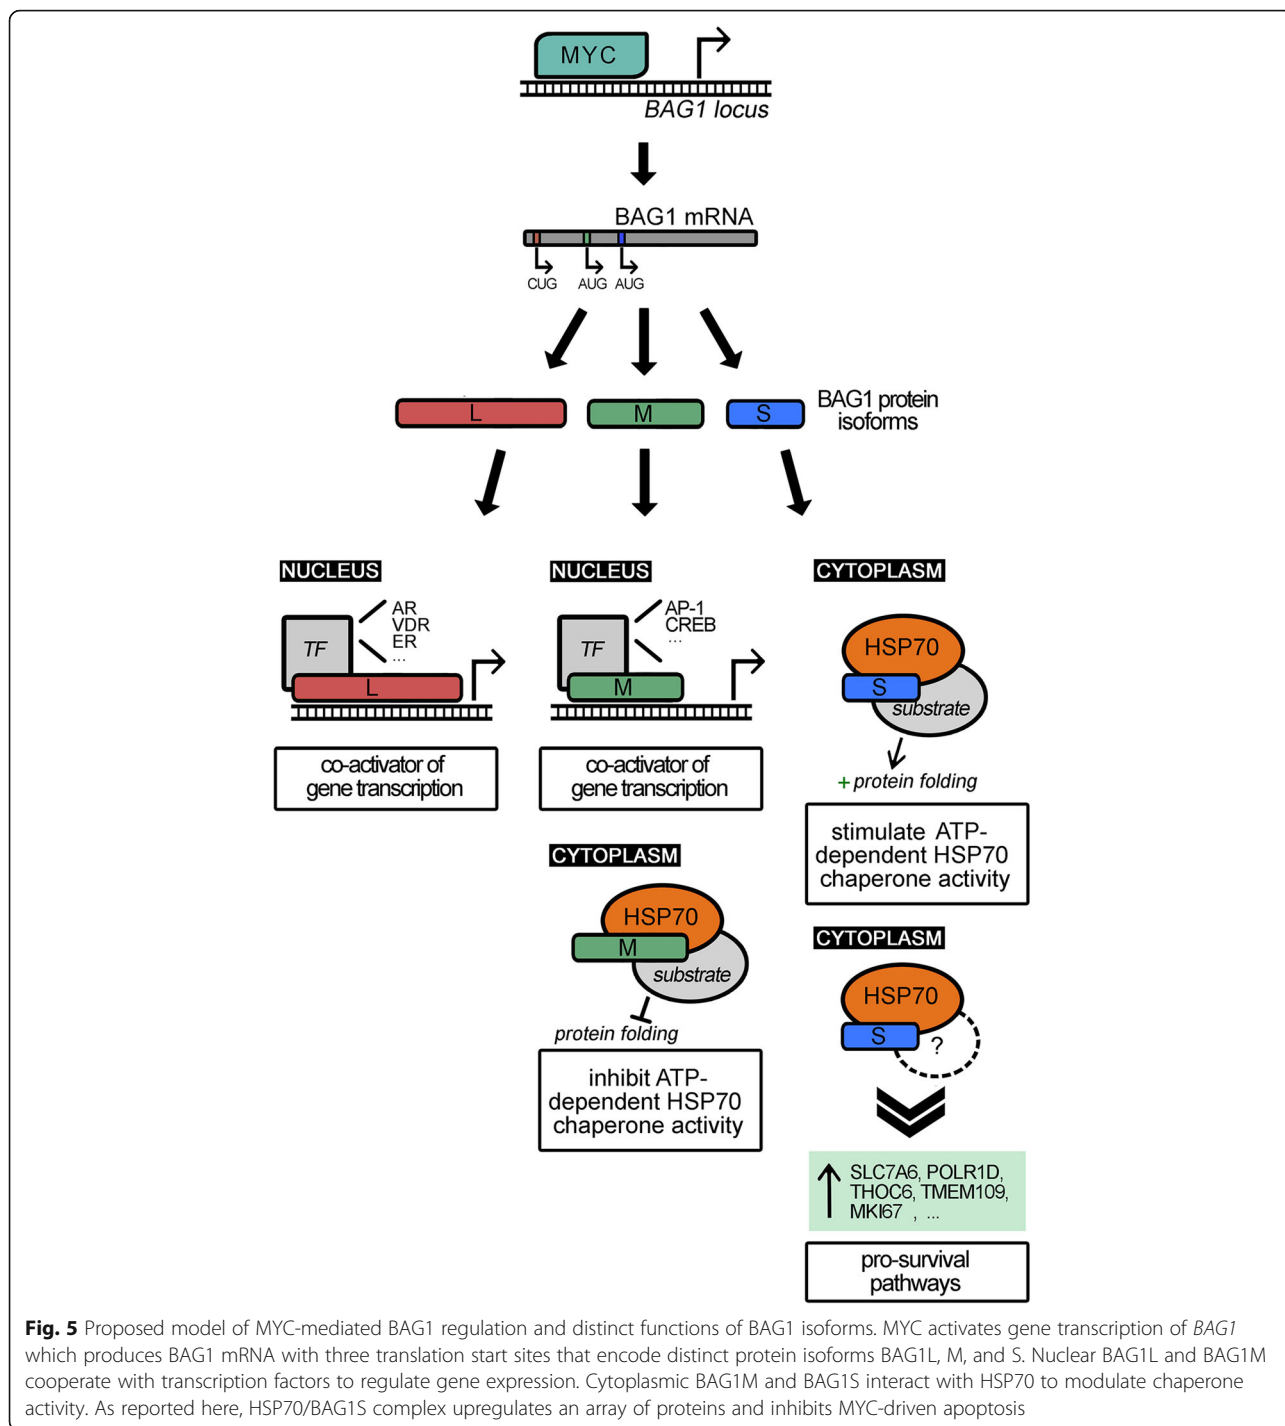 MYC
BAG1 locus
BAG1 mRNA
CUG AUG AUG
L M S
BAG1 protein
isoforms
NUCLEUS
TF
AR
VDR
ER
...
L
co-activator of
gene transcription
NUCLEUS
TF
AP-1
CREB
...
M
co-activator of
gene transcription
CYTOPLASM
HSP70
M
substrate
protein folding
inhibit ATP-
dependent HSP70
chaperone activity
CYTOPLASM
HSP70
S
substrate
+ protein folding
stimulate ATP-
dependent HSP70
chaperone activity
CYTOPLASM
HSP70
S
?
SLC7A6, POLR1D,
THOC6, TMEM109,
MKI67 , ...
pro-survival
pathways
Fig. 5 Proposed model of MYC-mediated BAG1 regulation and distinct functions of BAG1 isoforms. MYC activates gene transcription of BAG1
which produces BAG1 mRNA with three translation start sites that encode distinct protein isoforms BAG1L, M, and S. Nuclear BAG1L and BAG1M
cooperate with transcription factors to regulate gene expression. Cytoplasmic BAG1M and BAG1S interact with HSP70 to modulate chaperone
activity. As reported here, HSP70/BAG1S complex upregulates an array of proteins and inhibits MYC-driven apoptosis